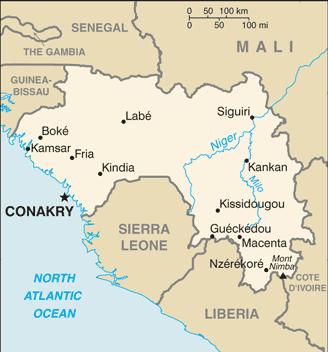 0 50 100 km
0 50 100 mi
SENEGAL
THE GAMBIA
MALI
GUINEA-
BISSAU
Labé
Siguiri
Boké
Kamsar
Fria
Niger
Kindia
Kankan
Milo
CONAKRY
Kissidougou
SIERRA
LEONE
Guéckédou
Macenta
Nzérékoré
Mont
Nimba
COTE
D'IVOIRE
NORTH
ATLANTIC
OCEAN
LIBERIA